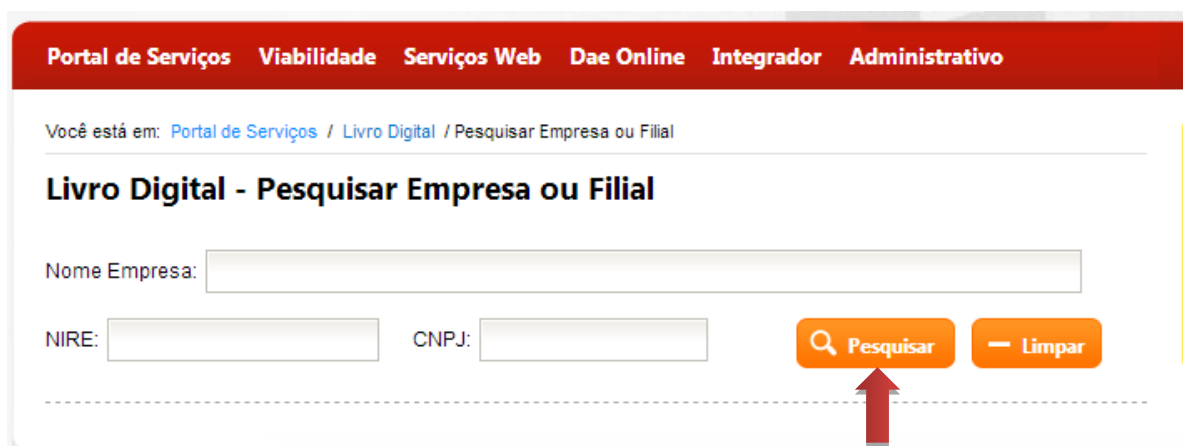 Portal de Serviços Viabilidade Serviços Web Dae Online Integrador Administrativo
Você está em: Portal de Serviços / Livro Digital / Pesquisar Empresa ou Filial
Livro Digital - Pesquisar Empresa ou Filial
Nome Empresa:
NIRE: CNPJ: Pesquisar Limpar